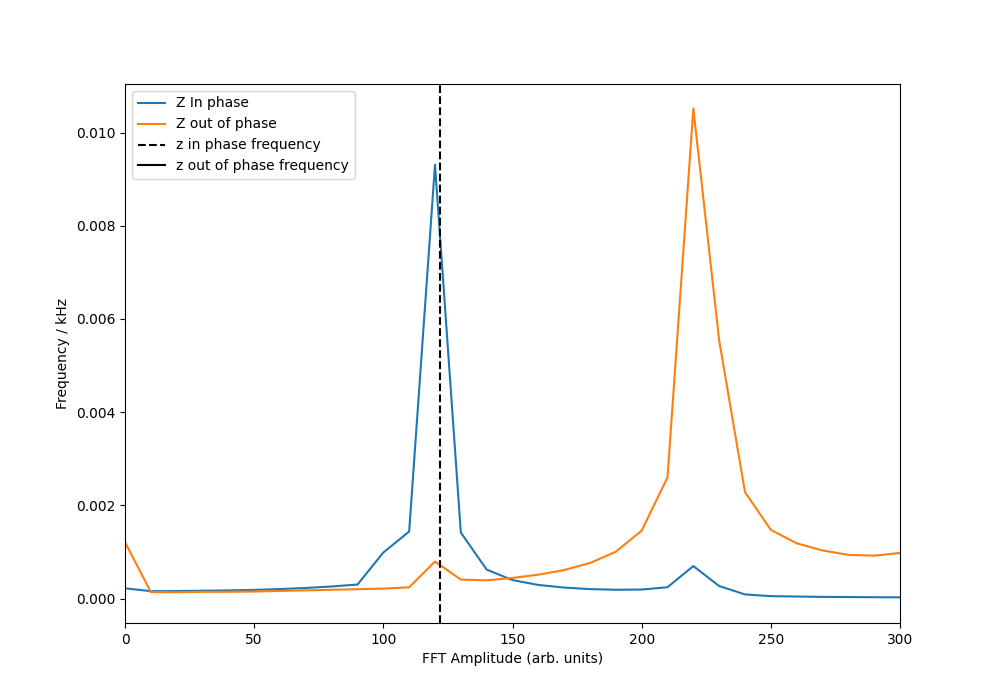 Z In phase
Z out of phase
z in phase frequency
z out of phase frequency
Frequency / kHz
0.010
0.008
0.006
0.004
0.002
0.000
0 50 100 150 200 250 300
FFT Amplitude (arb. units)